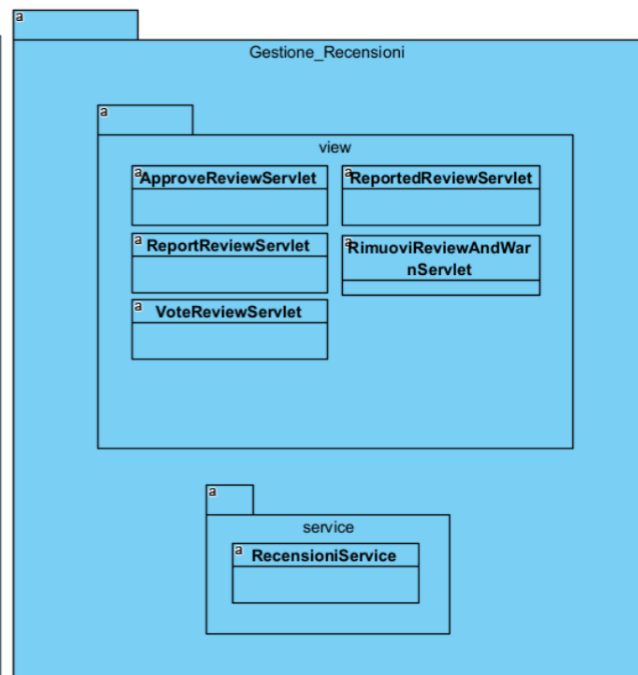 a
Gestione_Recensioni
a
view
a
ApproveReviewServlet
a
ReportedReviewServlet
a
ReportReviewServlet
a
RimuoviReviewAndWar
nServlet
a
VoteReviewServlet
a
service
a
RecensioniService